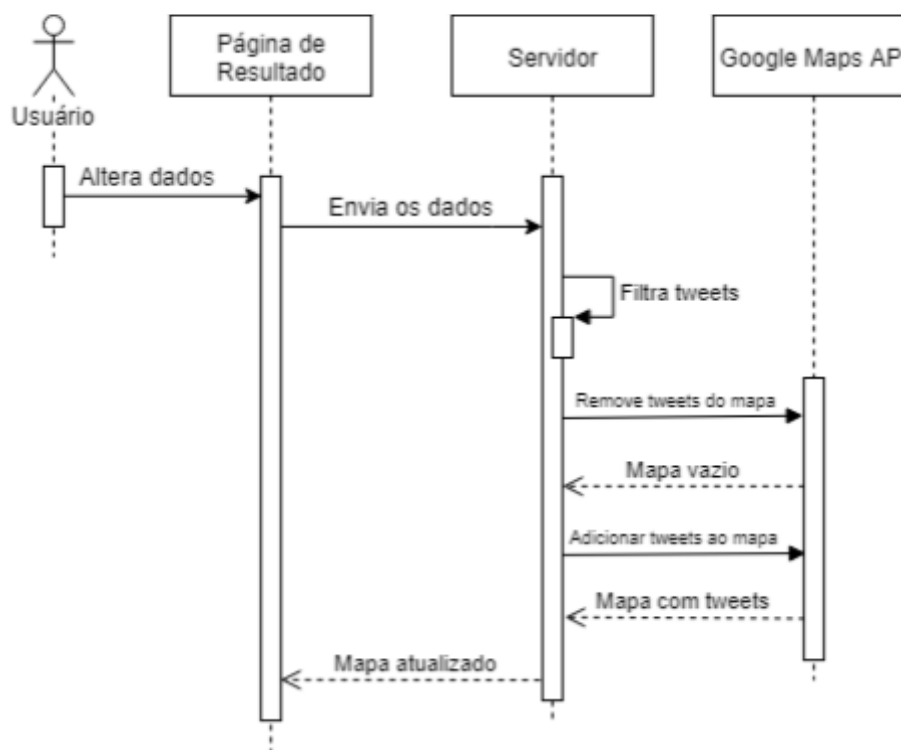 Página de
Resultado
Servidor
Google Maps AP
Usuário
Altera dados
Envia os dados
Filtra tweets
Remove tweets do mapa
Mapa vazio
Adicionar tweets ao mapa
Mapa com tweets
Mapa atualizado